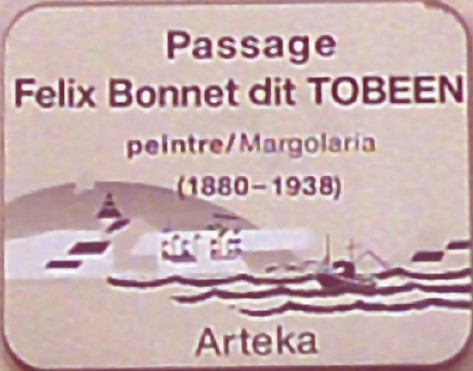 Passage
Felix Bonnet dit TOBEEN
peintre/Margolaria
(1880-1938)
Arteka